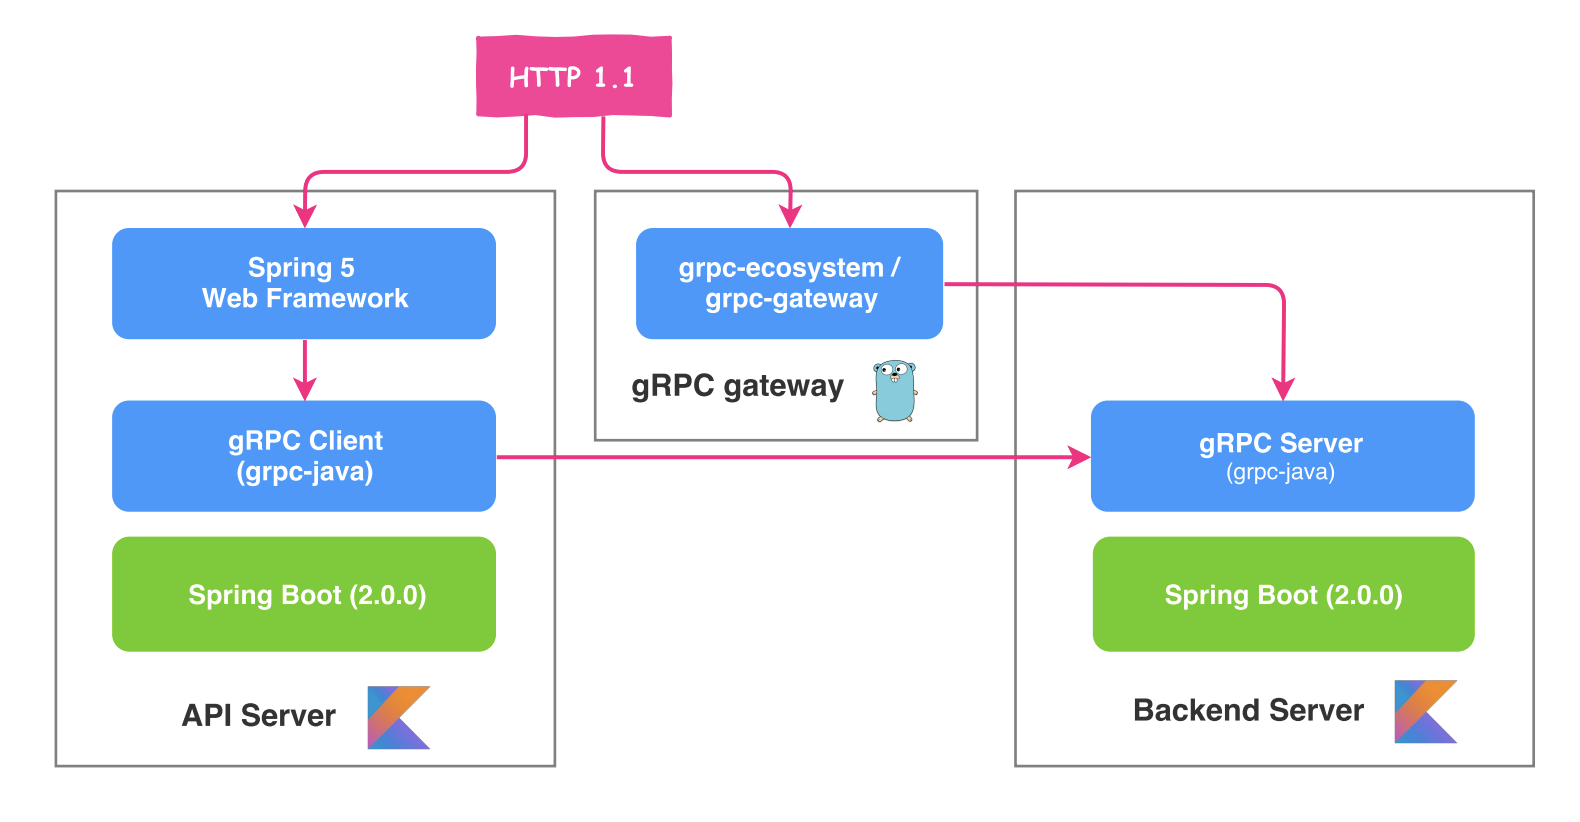 HTTP 1.1
Spring 5
Web Framework
gRPC Client
(grpc-java)
Spring Boot (2.0.0)
API Server
grpc-ecosystem /
grpc-gateway
gRPC gateway
gRPC Server
(grpc-java)
Spring Boot (2.0.0)
Backend Server